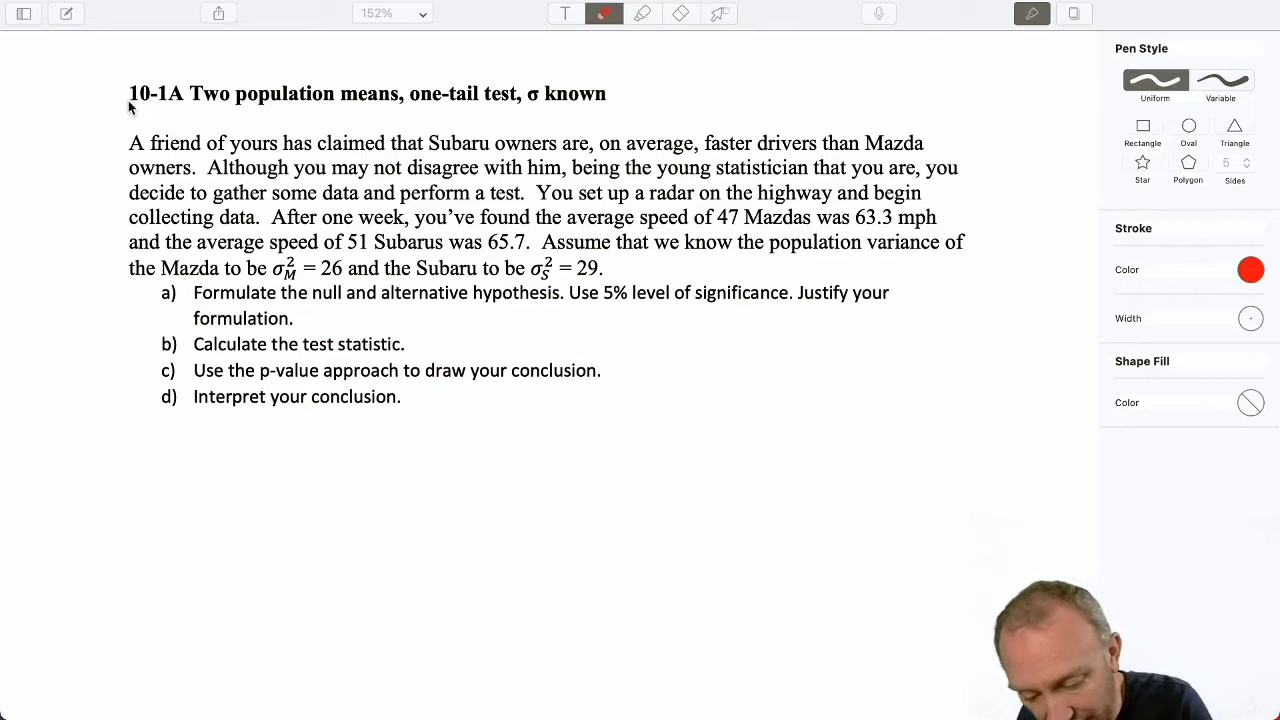 152%
T
10-1A Two population means, one-tail test, σ known
A friend of yours has claimed that Subaru owners are, on average, faster drivers than Mazda
owners. Although you may not disagree with him, being the young statistician that you are, you
decide to gather some data and perform a test. You set up a radar on the highway and begin
collecting data. After one week, you've found the average speed of 47 Mazdas was 63.3 mph
and the average speed of 51 Subarus was 65.7. Assume that we know the population variance of
the Mazda to be σ²_M = 26 and the Subaru to be σ²_S = 29.
a) Formulate the null and alternative hypothesis. Use 5% level of significance. Justify your
formulation.
b) Calculate the test statistic.
c) Use the p-value approach to draw your conclusion.
d) Interpret your conclusion.
Pen Style
Uniform Variable
Rectangle Oval Triangle
5
Star Polygon Sides
Stroke
Color
Width
Shape Fill
Color